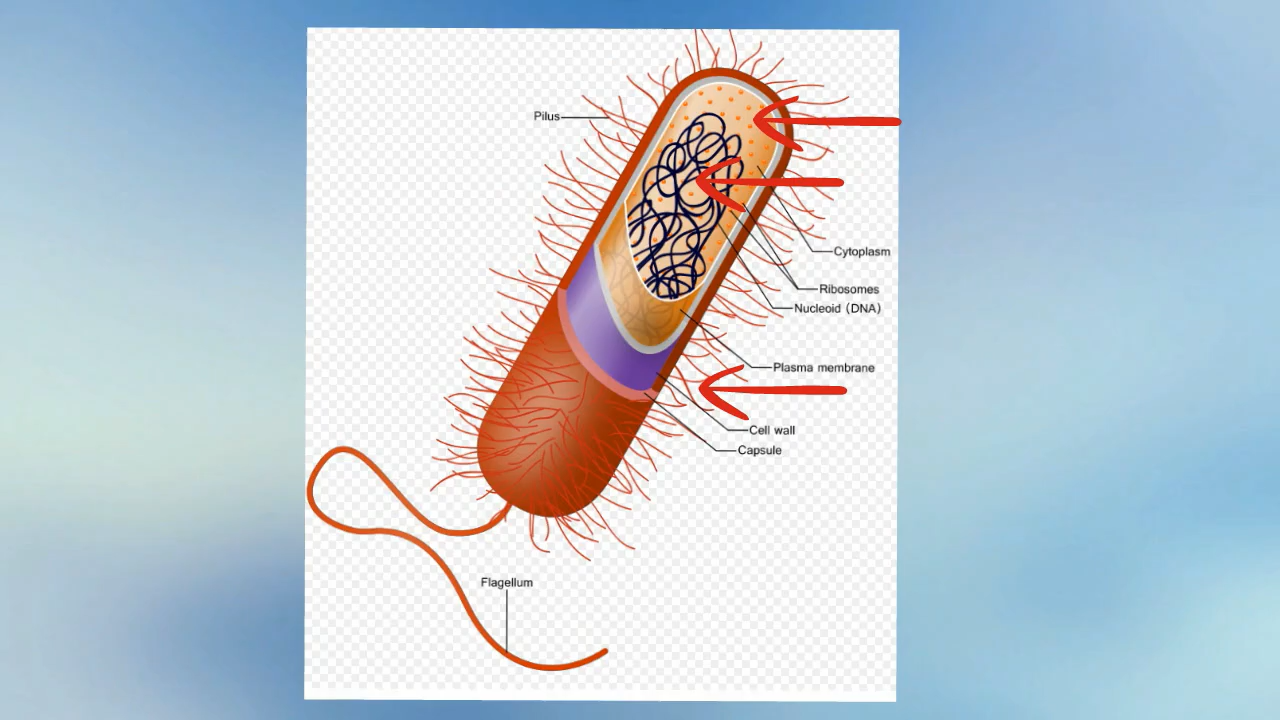 Pilus
Cytoplasm
Ribosomes
Nucleoid (DNA)
Plasma membrane
Cell wall
Capsule
Flagellum